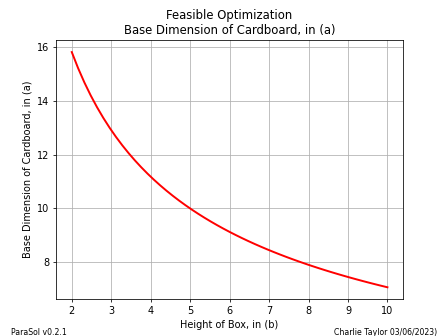 Feasible Optimization
Base Dimension of Cardboard, in (a)
16
14
12
10
8
Base Dimension of Cardboard, in (a)
2 3 4 5 6 7 8 9 10
Height of Box, in (b)
ParaSol v0.2.1
Charlie Taylor 03/06/2023)